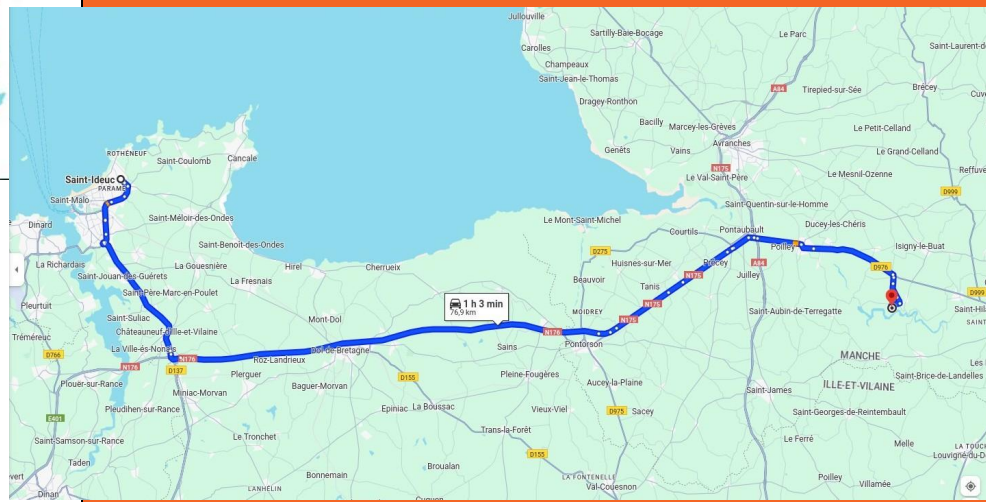 Jullouville
Sartilly-Baie-Bocage
Le Parc
Carolles
Champeaux
Saint-Laurent-d
Saint-Jean-le-Thomas
A84
Tirepied-sur-Sée
Brécey
Cuve
Dragey-Ronthon
Bacilly
Marcey-les-Grèves
Le Petit-Celland
ROTHÉNEUF
Saint-Coulomb
Cancale
Genêts
Vains
Avranches
Le Grand-Celland
N175
Reffuve
Saint-Ideuc
PARAMÉ
Le Val-Saint-Père
Le Mesnil-Ozenne
D999
Saint-Malo
Saint-Quentin-sur-le-Homme
Dinard
Saint-Méloir-des-Ondes
Le Mont-Saint-Michel
Ducey-les-Chéris
Courtils
Pontaubault
Saint-Benoît-des-Ondes
D275
Poilley
Isigny-le-Buat
La Richardais
La Gouesnière
Hirel
Cherrueix
Huisnes-sur-Mer
Précey
A84
D976
Saint-Jouan-des-Guérets
La Fresnais
Beauvoir
Tanis
N175
Juilley
Saint-Père-Marc-en-Poulet
D999
Pleurtuit
1 h 3 min
76,9 km
N175
Saint-Suliac
Mont-Dol
MOIDREY
Saint-Aubin-de-Terregatte
Saint-Hil
Châteauneuf-d'Ille-et-Vilaine
N176
Tréméreuc
La Ville-ès-Nonais
Sains
Pontorson
D766
N176
N176
Roz-Landrieux
Dol-de-Bretagne
MANCHE
D137
Plerguer
D155
Pleine-Fougères
Saint-Brice-de-Landelles
Plouër-sur-Rance
Miniac-Morvan
Baguer-Morvan
Aucey-la-Plaine
Saint-James
ILLE-ET-VILAINE
Pleudihen-sur-Rance
Epiniac
La Boussac
Vieux-Viel
D975
Sacey
Saint-Georges-de-Reintembault
E401
Trans-la-Forêt
Saint-Samson-sur-Rance
Le Tronchet
Le Ferré
Melle
LA TOUC
Broualan
D155
Louvigné-du-D
Taden
Bonnemain
LA FONTENELLE
Poilley
vert
LANHÉLIN
Val-Couesnon
Villamée
Dinan
Cuguen